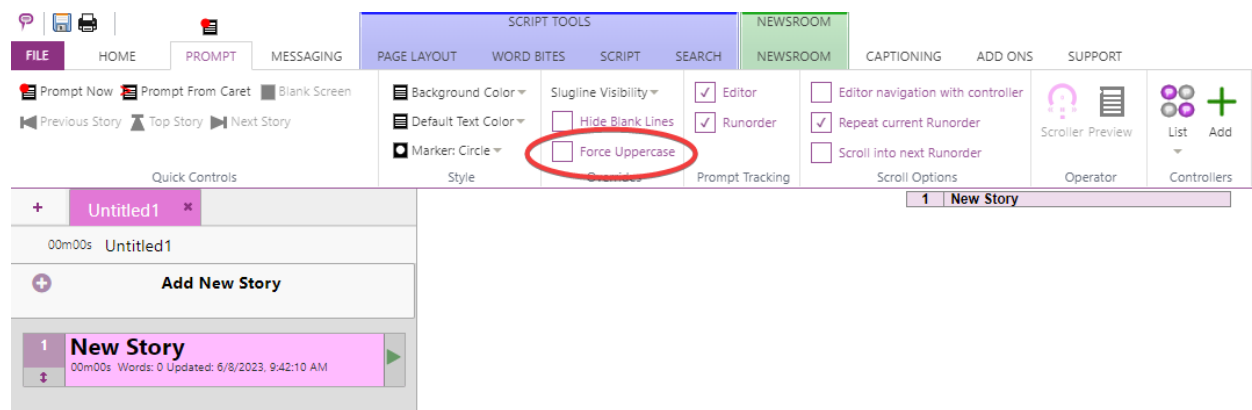 SCRIPT TOOLS NEWSROOM
FILE HOME PROMPT MESSAGING PAGE LAYOUT WORD BITES SCRIPT SEARCH NEWSROOM CAPTIONING ADD ONS SUPPORT
Prompt Now Prompt From Caret Blank Screen
Previous Story Top Story Next Story
Quick Controls
Background Color
Default Text Color
Marker: Circle
Style
Slugline Visibility
Hide Blank Lines
Force Uppercase
Overrides
Editor
Runorder
Prompt Tracking
Editor navigation with controller
Repeat current Runorder
Scroll into next Runorder
Scroll Options
Scroller Preview
Operator
List Add
Controllers
+ Untitled1 ×
00m00s Untitled1
Add New Story
1 New Story
00m00s Words: 0 Updated: 6/8/2023, 9:42:10 AM
1 New Story